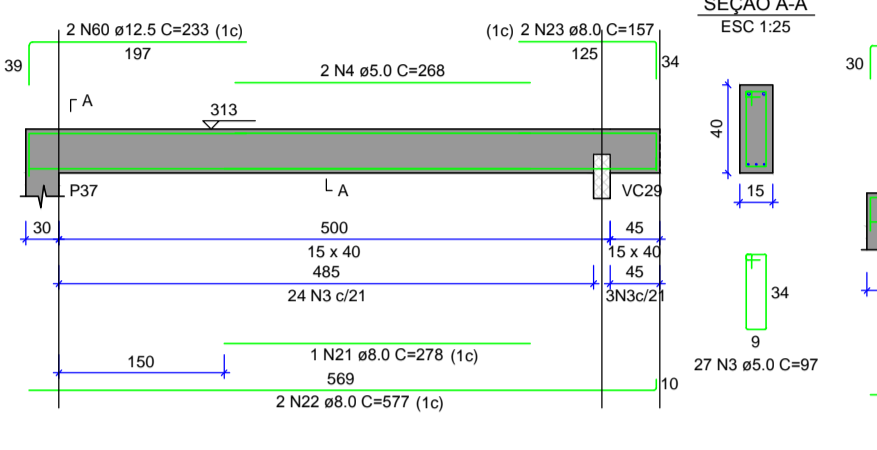 SEÇÃO A-A
2 N60 ø12.5 C=233 (1c)
(1c) 2 N23 ø8.0 C=157
ESC 1:25
197
125
39
34
30
2 N4 ø5.0 C=268
A
313
40
A
P37
VC29
15
30
500
45
15 x 40
15 x 40
485
45
24 N3 c/21
3N3c/21
34
9
1 N21 ø8.0 C=278 (1c)
150
27 N3 ø5.0 C=97
569
10
2 N22 ø8.0 C=577 (1c)